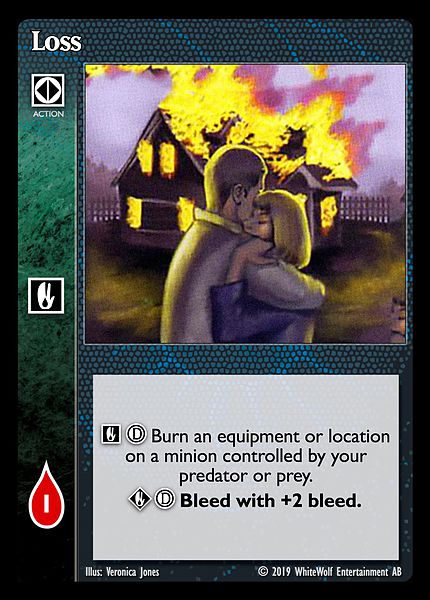 Loss
ACTION
D Burn an equipment or location
on a minion controlled by your
predator or prey.
D Bleed with +2 bleed.
1
Illus: Veronica Jones © 2019 WhiteWolf Entertainment AB